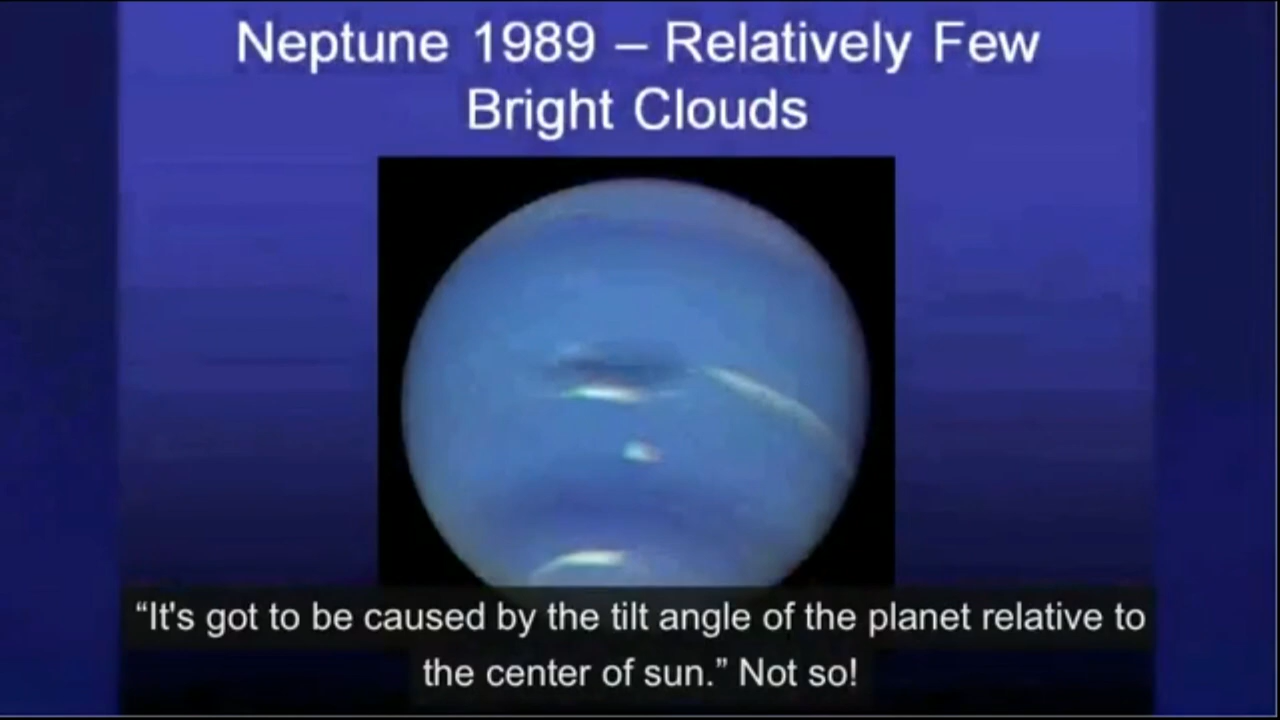 Neptune 1989 – Relatively Few
Bright Clouds
“It's got to be caused by the tilt angle of the planet relative to
the center of sun.” Not so!